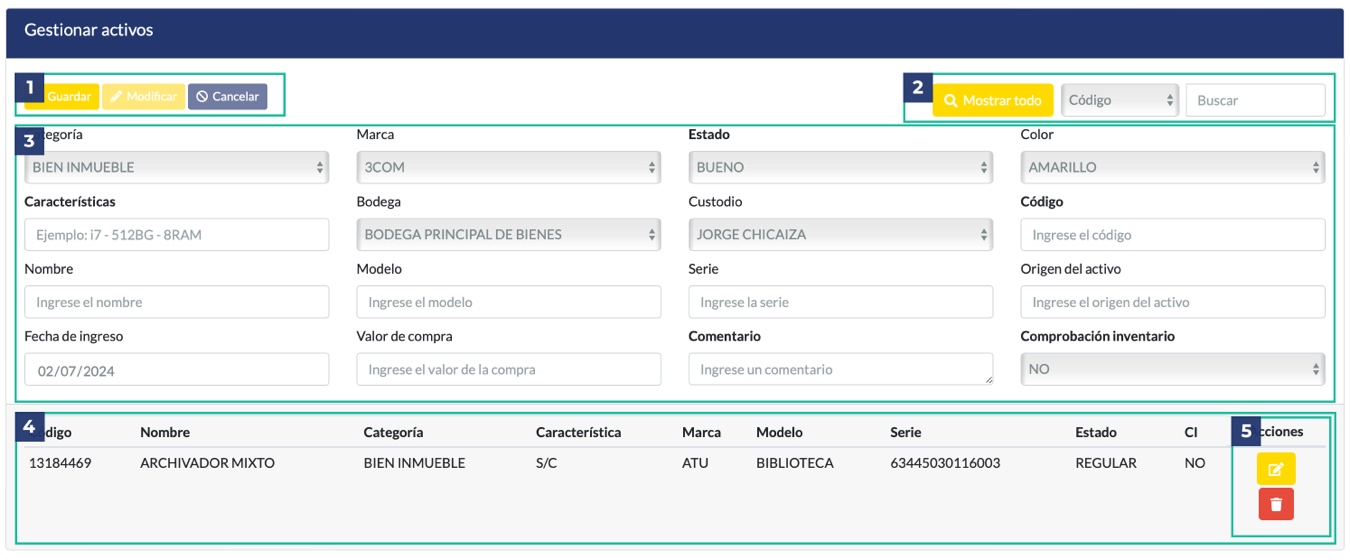 Gestionar activos
1 Guardar Modificar Cancelar 2 Mostrar todo Código Buscar
3 tegoría Marca Estado Color
BIEN INMUEBLE 3COM BUENO AMARILLO
Características Bodega Custodio Código
Ejemplo: i7 - 512BG - 8RAM BODEGA PRINCIPAL DE BIENES JORGE CHICAIZA Ingrese el código
Nombre Modelo Serie Origen del activo
Ingrese el nombre Ingrese el modelo Ingrese la serie Ingrese el origen del activo
Fecha de ingreso Valor de compra Comentario Comprobación inventario
02/07/2024 Ingrese el valor de la compra Ingrese un comentario NO
4 digo Nombre Categoría Característica Marca Modelo Serie Estado CI 5 cciones
13184469 ARCHIVADOR MIXTO BIEN INMUEBLE S/C ATU BIBLIOTECA 63445030116003 REGULAR NO